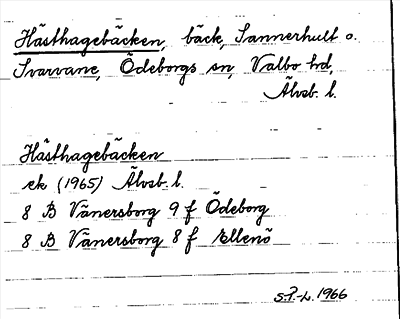 Hästhagebäcken, bäck, Sannerhult o.
Svarvane, Ödeborgs sn, Valbo hd,
Älvsb. l.
Hästhagebäcken
ek (1965) Älvsb. l.
8 B Vänersborg 9 f Ödeborg
8 B Vänersborg 8 f Ellenö
S.P.-L. 1966